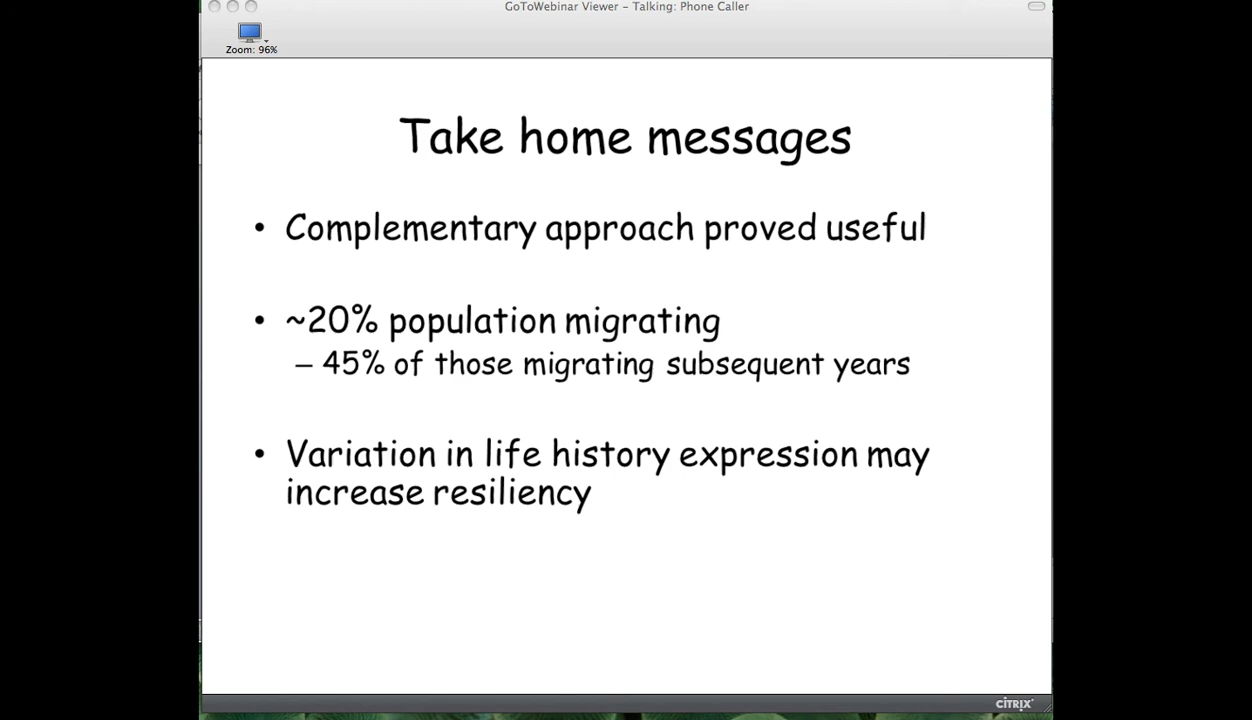 GoToWebinar Viewer – Talking: Phone Caller
Zoom: 96%
Take home messages
• Complementary approach proved useful
• ~20% population migrating
– 45% of those migrating subsequent years
• Variation in life history expression may
increase resiliency
CITRIX